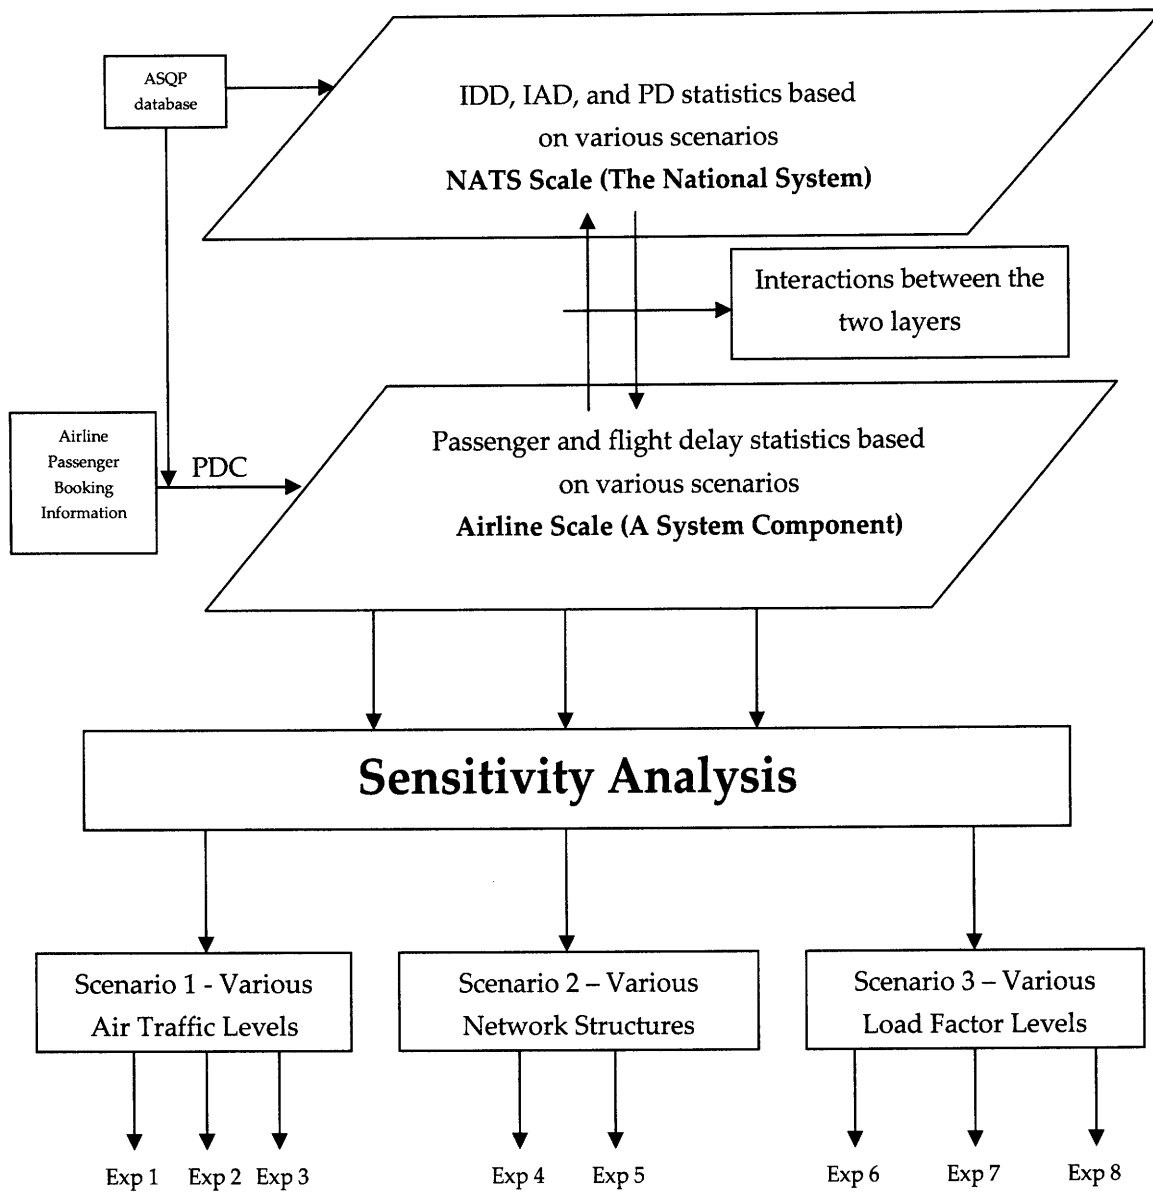 ASQP
database
IDD, IAD, and PD statistics based
on various scenarios
NATS Scale (The National System)
Interactions between the
two layers
Airline
Passenger
Booking
Information
PDC
Passenger and flight delay statistics based
on various scenarios
Airline Scale (A System Component)
Sensitivity Analysis
Scenario 1 - Various
Air Traffic Levels
Scenario 2 – Various
Network Structures
Scenario 3 – Various
Load Factor Levels
Exp 1 Exp 2 Exp 3 Exp 4 Exp 5 Exp 6 Exp 7 Exp 8